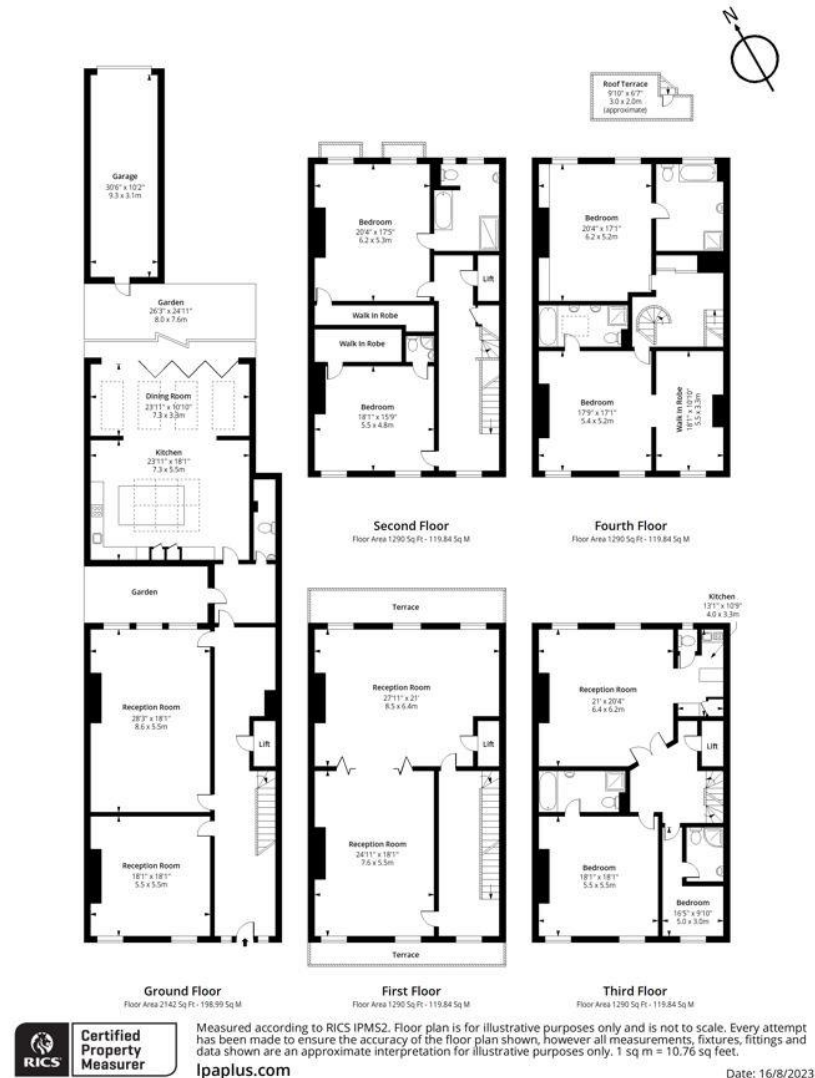 N
Roof Terrace
9'10" x 6'7"
3.0 x 2.0m
(approximate)
Garage
30'6" x 10'2"
9.3 x 3.1m
Garden
26'3" x 24'11"
8.0 x 7.6m
Dining Room
23'11" x 10'10"
7.3 x 3.3m
Kitchen
23'11" x 18'1"
7.3 x 5.5m
Garden
Reception Room
28'3" x 18'1"
8.6 x 5.5m
Lift
Reception Room
18'1" x 18'1"
5.5 x 5.5m
Ground Floor
Floor Area 2142 Sq Ft - 198.99 Sq M
Bedroom
20'4" x 17'5"
6.2 x 5.3m
Lift
Walk In Robe
Walk In Robe
Bedroom
18'1" x 15'9"
5.5 x 4.8m
Second Floor
Floor Area 1290 Sq Ft - 119.84 Sq M
Bedroom
20'4" x 17'1"
6.2 x 5.2m
Bedroom
17'9" x 17'1"
5.4 x 5.2m
Walk In Robe
18'1" x 10'10"
5.5 x 3.3m
Fourth Floor
Floor Area 1290 Sq Ft - 119.84 Sq M
Terrace
Reception Room
27'11" x 21'
8.5 x 6.4m
Lift
Reception Room
24'11" x 18'1"
7.6 x 5.5m
Terrace
First Floor
Floor Area 1290 Sq Ft - 119.84 Sq M
Kitchen
13'1" x 10'9"
4.0 x 3.3m
Reception Room
21' x 20'4"
6.4 x 6.2m
Lift
Bedroom
18'1" x 18'1"
5.5 x 5.5m
Bedroom
16'5" x 9'10"
5.0 x 3.0m
Third Floor
Floor Area 1290 Sq Ft - 119.84 Sq M
RICS
Certified
Property
Measurer
Measured according to RICS IPMS2. Floor plan is for illustrative purposes only and is not to scale. Every attempt
has been made to ensure the accuracy of the floor plan shown, however all measurements, fixtures, fittings and
data shown are an approximate interpretation for illustrative purposes only. 1 sq m = 10.76 sq feet.
lpaplus.com
Date: 16/8/2023